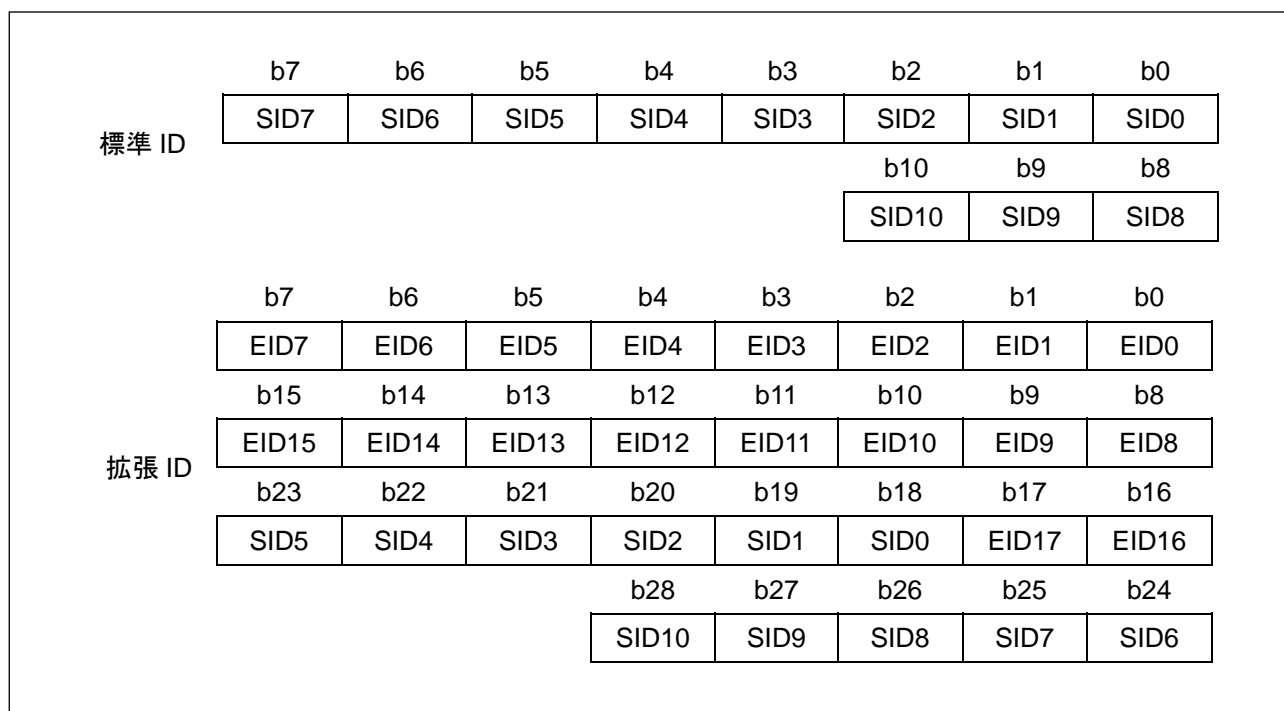 b7 b6 b5 b4 b3 b2 b1 b0
標準 ID SID7 SID6 SID5 SID4 SID3 SID2 SID1 SID0
b10 b9 b8
SID10 SID9 SID8
b7 b6 b5 b4 b3 b2 b1 b0
EID7 EID6 EID5 EID4 EID3 EID2 EID1 EID0
b15 b14 b13 b12 b11 b10 b9 b8
拡張 ID EID15 EID14 EID13 EID12 EID11 EID10 EID9 EID8
b23 b22 b21 b20 b19 b18 b17 b16
SID5 SID4 SID3 SID2 SID1 SID0 EID17 EID16
b28 b27 b26 b25 b24
SID10 SID9 SID8 SID7 SID6